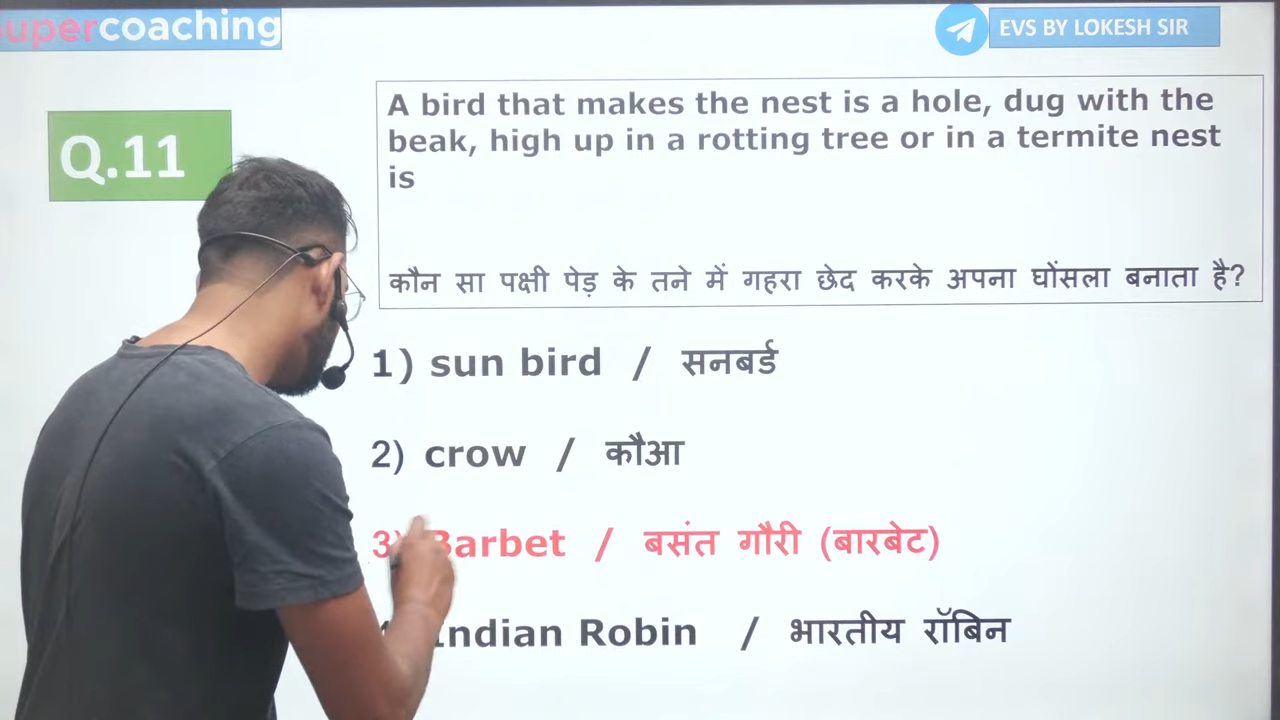 supercoaching
EVS BY LOKESH SIR
Q.11
A bird that makes the nest is a hole, dug with the
beak, high up in a rotting tree or in a termite nest
is
कौन सा पक्षी पेड़ के तने में गहरा छेद करके अपना घोंसला बनाता है?
1) sun bird / सनबर्ड
2) crow / कौआ
3) Barbet / बसंत गौरी (बारबेट)
Indian Robin / भारतीय रॉबिन